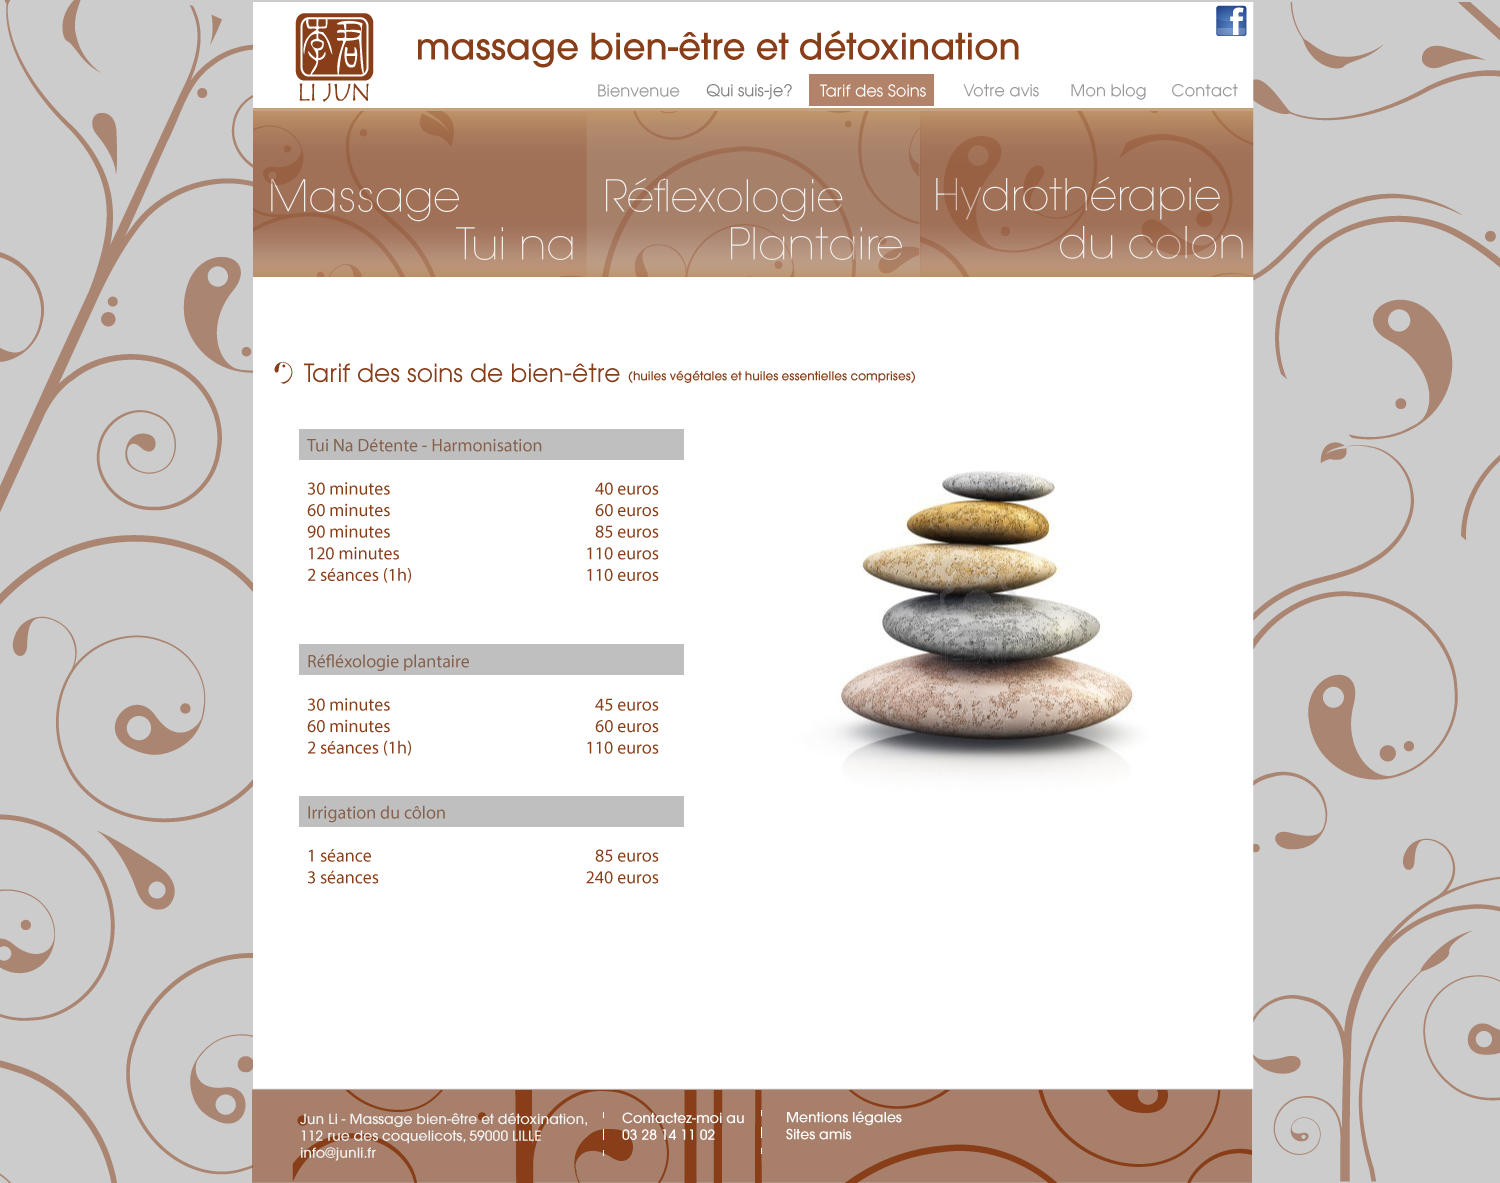 李君
LI JUN
massage bien-être et détoxination
f
Bienvenue Qui suis-je? Tarif des Soins Votre avis Mon blog Contact
Massage
Tui na
Réflexologie
Plantaire
Hydrothérapie
du colon
Tarif des soins de bien-être (huiles végétales et huiles essentielles comprises)
Tui Na Détente - Harmonisation
30 minutes 40 euros
60 minutes 60 euros
90 minutes 85 euros
120 minutes 110 euros
2 séances (1h) 110 euros
Réfléxologie plantaire
30 minutes 45 euros
60 minutes 60 euros
2 séances (1h) 110 euros
Irrigation du côlon
1 séance 85 euros
3 séances 240 euros
Jun Li - Massage bien-être et détoxination,
112 rue des coquelicots, 59000 LILLE
info@junli.fr
Contactez-moi au
03 28 14 11 02
Mentions légales
Sites amis